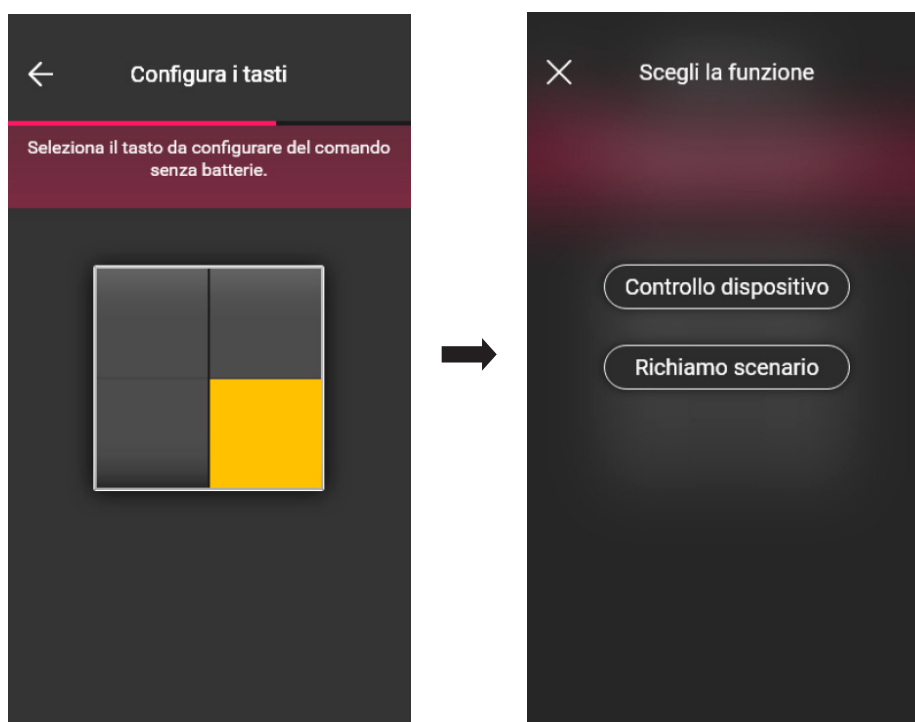 Configura i tasti
Seleziona il tasto da configurare del comando
senza batterie.
Scegli la funzione
Controllo dispositivo
Richiamo scenario